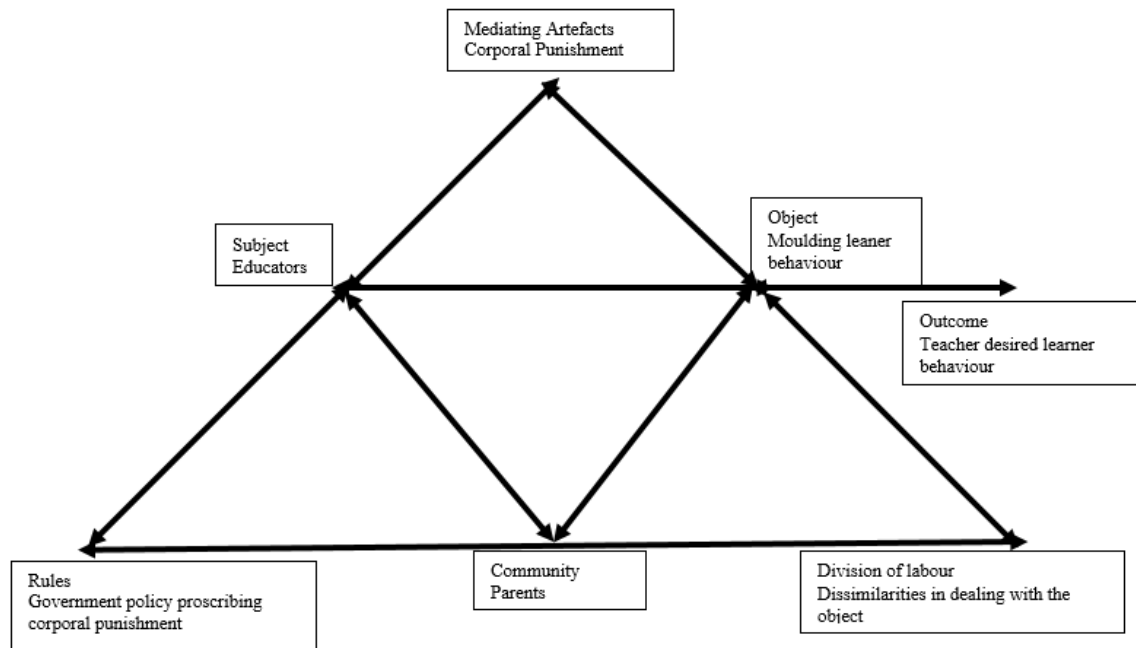 Mediating Artefacts
Corporal Punishment
Subject
Educators
Object
Moulding leaner
behaviour
Outcome
Teacher desired learner
behaviour
Rules
Government policy proscribing
corporal punishment
Community
Parents
Division of labour
Dissimilarities in dealing with the
object